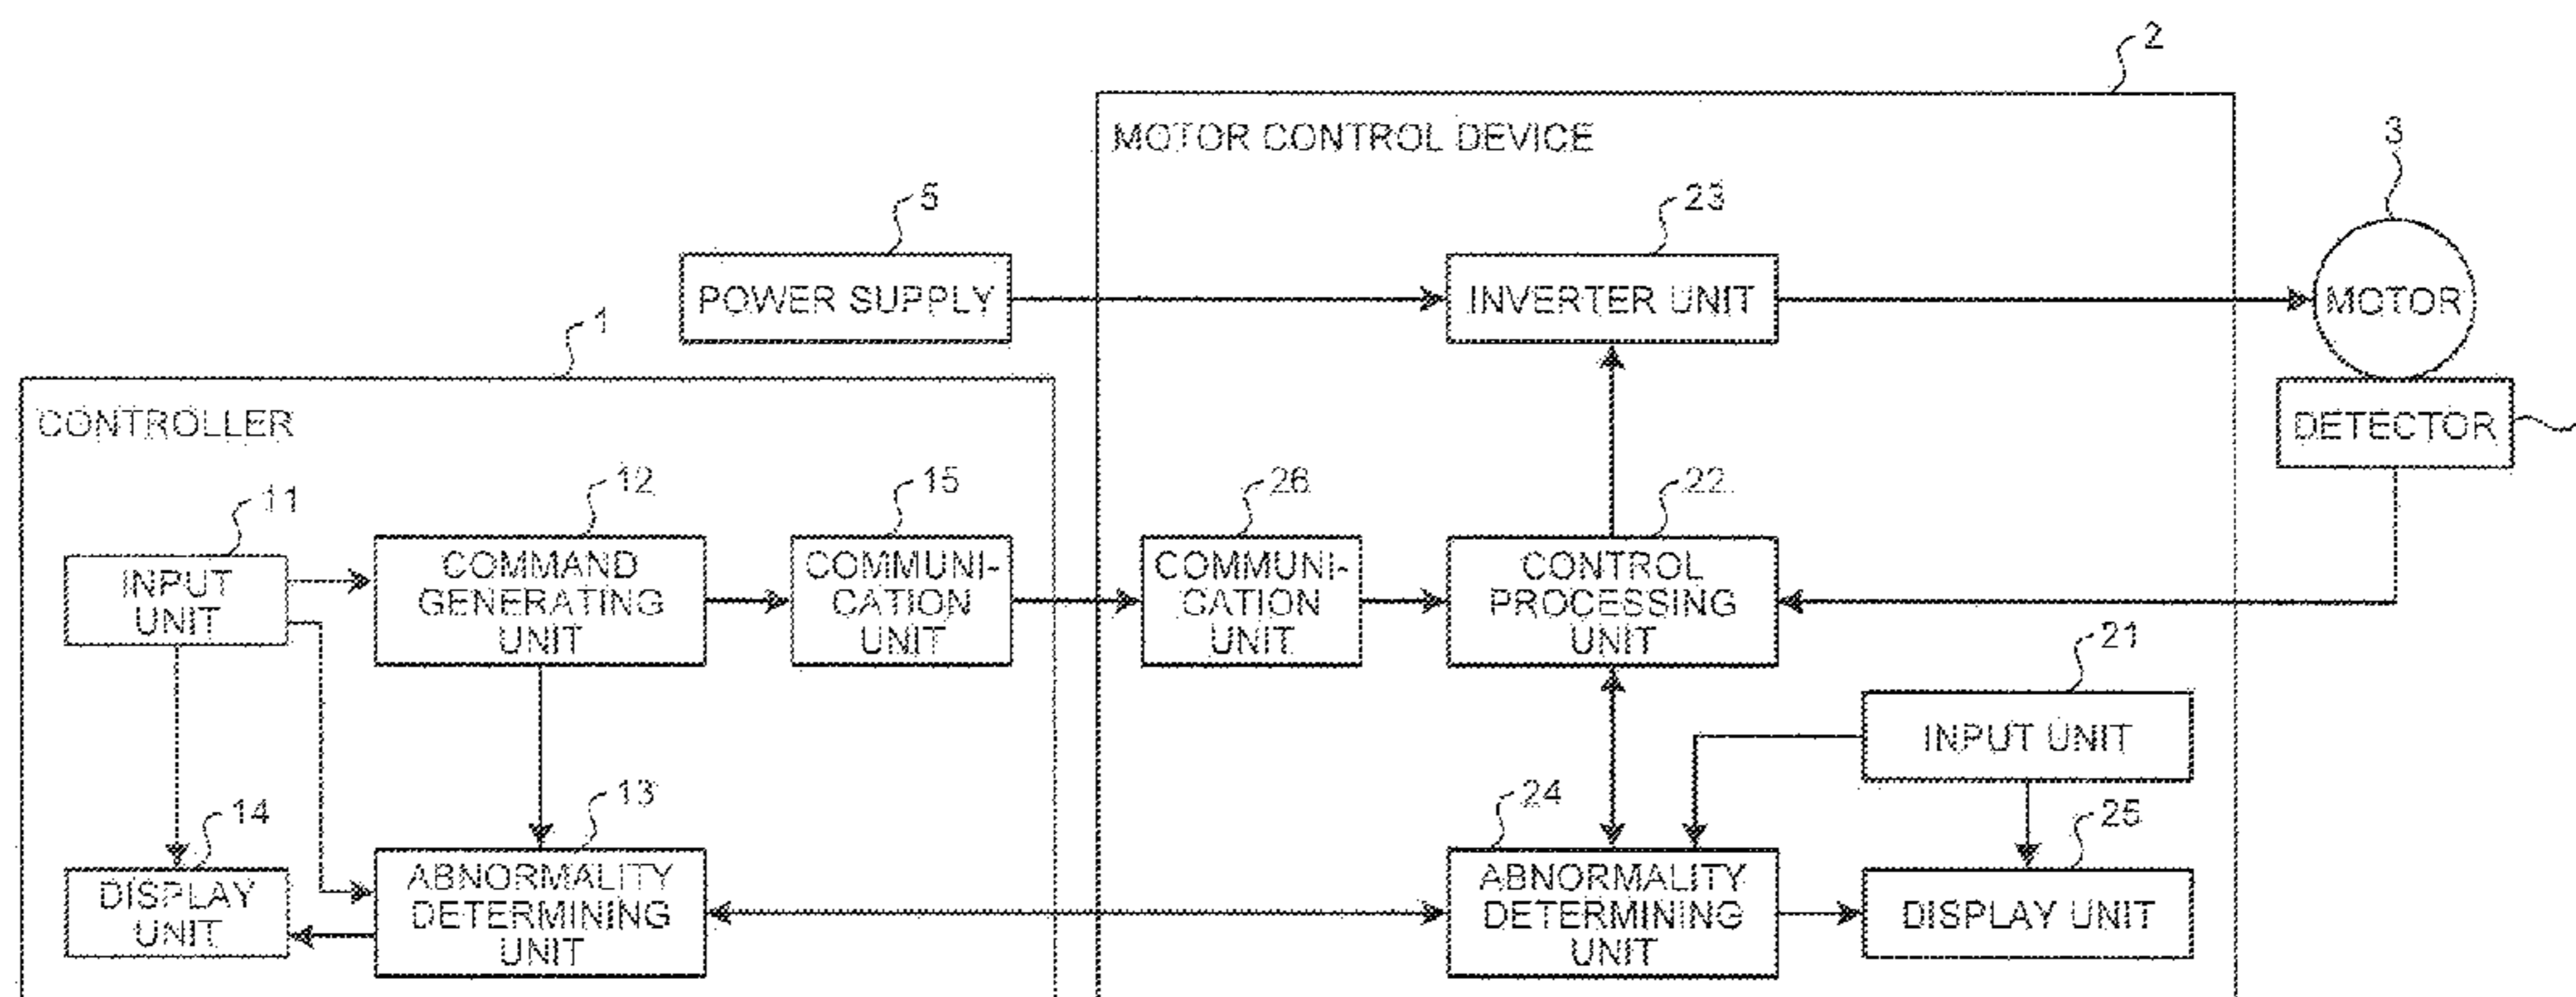 2
MOTOR CONTROL DEVICE
3
5
23
POWER SUPPLY
INVERTER UNIT
MOTOR
1
CONTROLLER
DETECTOR
11
12
15
26
22
INPUT
UNIT
COMMAND
GENERATING
UNIT
COMMUNI-
CATION
UNIT
COMMUNI-
CATION
UNIT
CONTROL
PROCESSING
UNIT
21
INPUT UNIT
14
13
24
25
DISPLAY
UNIT
ABNORMALITY
DETERMINING
UNIT
ABNORMALITY
DETERMINING
UNIT
DISPLAY UNIT